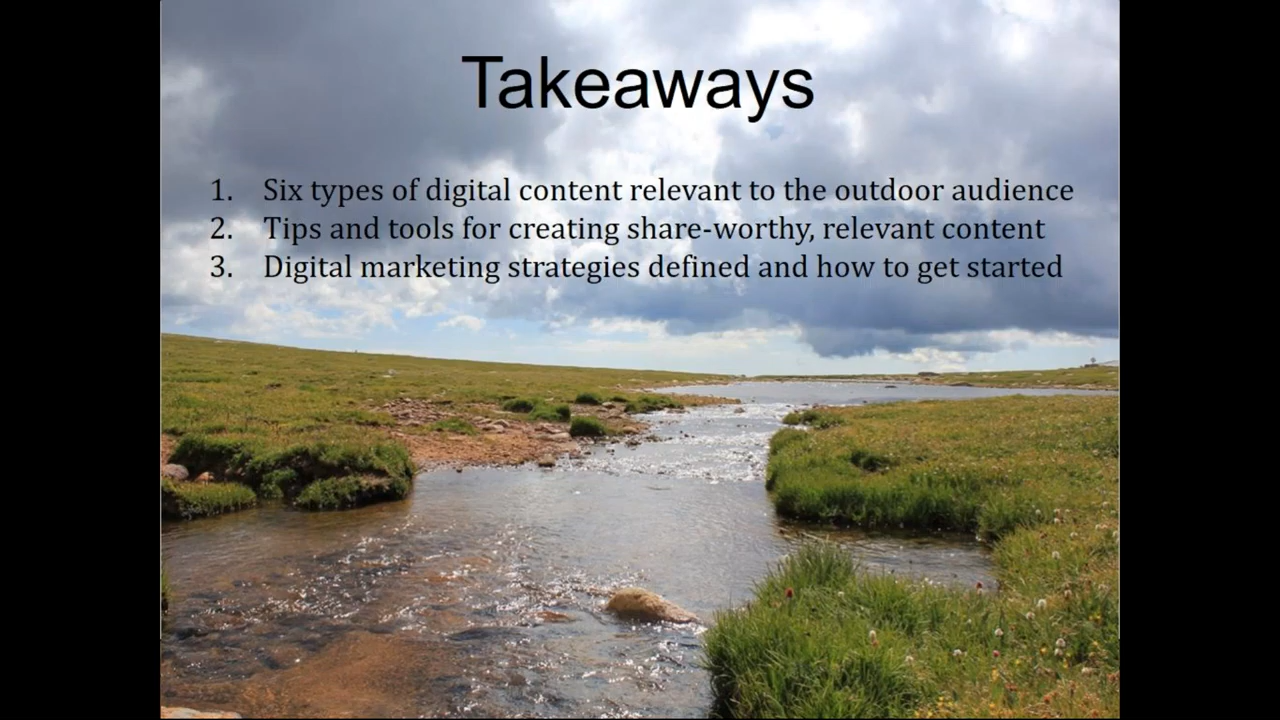 Takeaways
1. Six types of digital content relevant to the outdoor audience
2. Tips and tools for creating share-worthy, relevant content
3. Digital marketing strategies defined and how to get started